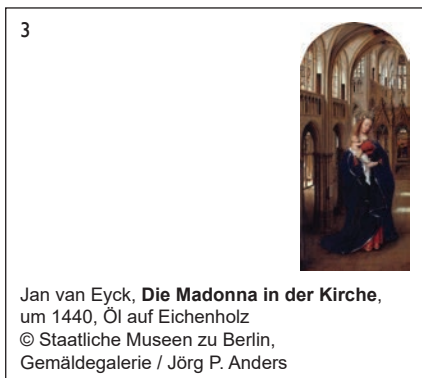 3
Jan van Eyck, Die Madonna in der Kirche,
um 1440, Öl auf Eichenholz
© Staatliche Museen zu Berlin,
Gemäldegalerie / Jörg P. Anders